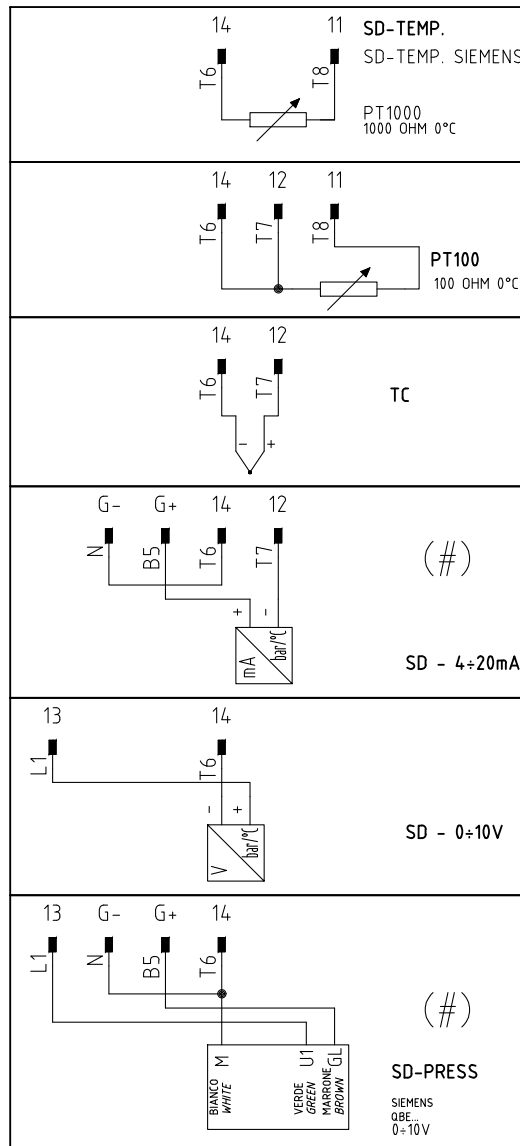 14 11 SD-TEMP.
T6 T8 SD-TEMP. SIEMENS
PT1000
1000 OHM 0°C
14 12 11
T6 T7 T8
PT100
100 OHM 0°C
14 12
T6 T7
TC
- +
G- G+ 14 12
N B5 T6 T7
(#)
+ -
mA bar/°C
SD - 4÷20mA
13 14
L1 T6
- +
V bar/°C
SD - 0÷10V
13 G- G+ 14
L1 N B5 T6
(#)
M U1 GL
BIANCO VERDE MARRONE
WHITE GREEN BROWN
SD-PRESS
SIEMENS
QBE...
0÷10V